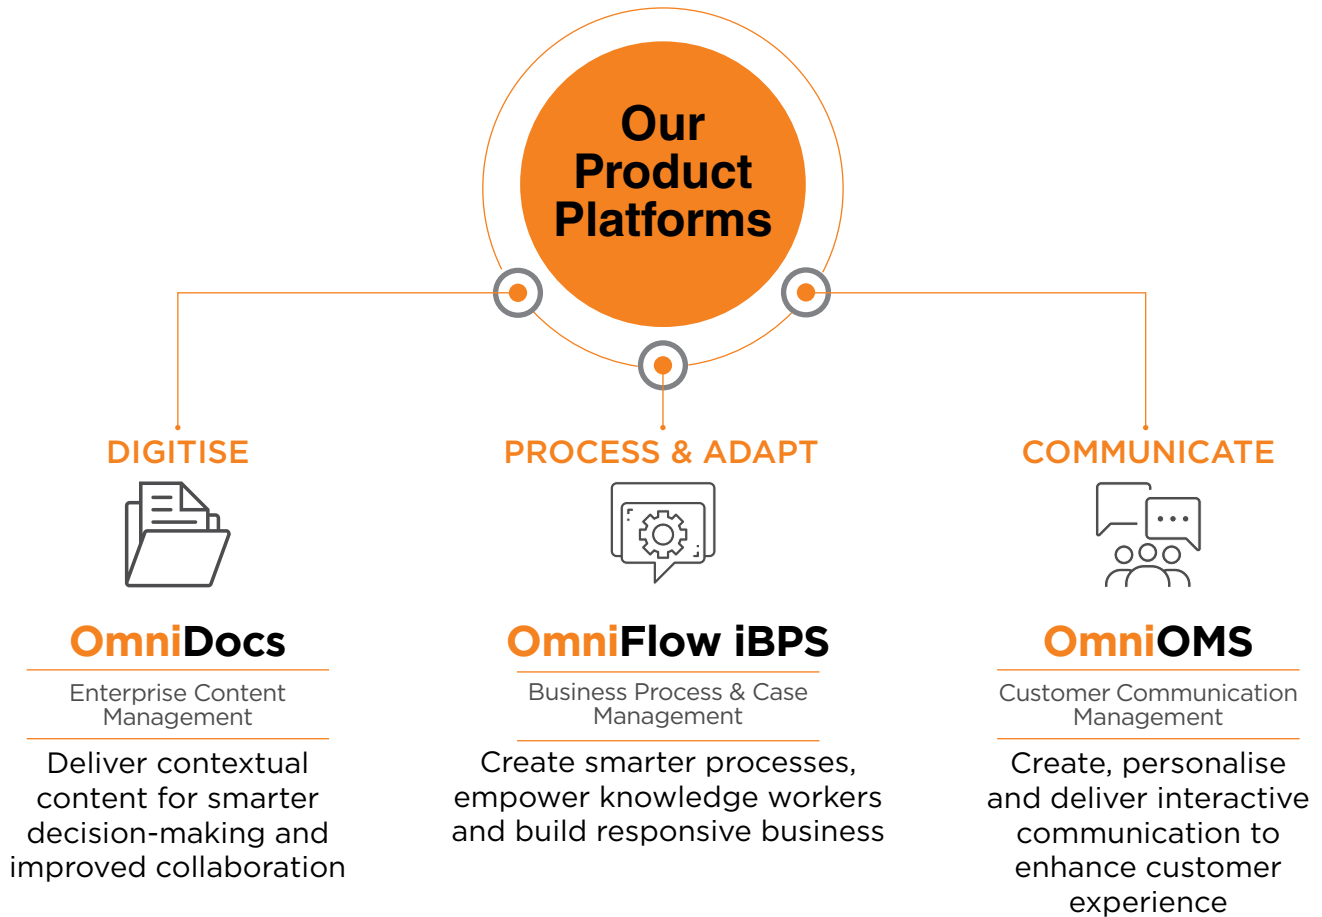 Our
Product
Platforms
DIGITISE
OmniDocs
Enterprise Content
Management
Deliver contextual
content for smarter
decision-making and
improved collaboration
PROCESS & ADAPT
OmniFlow iBPS
Business Process & Case
Management
Create smarter processes,
empower knowledge workers
and build responsive business
COMMUNICATE
OmniOMS
Customer Communication
Management
Create, personalise
and deliver interactive
communication to
enhance customer
experience